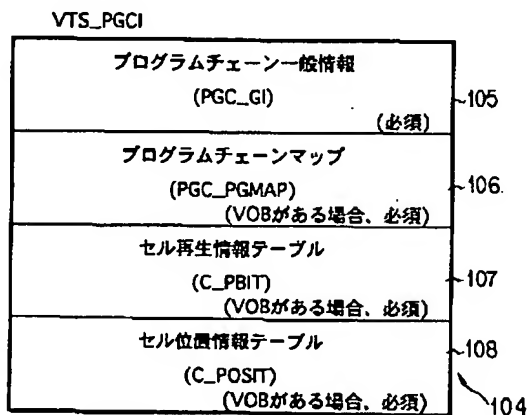 VTS_PGCI
プログラムチェーン一般情報
(PGC_GI)
(必須)
105
プログラムチェーンマップ
(PGC_PGMAP)
(VOBがある場合、必須)
106
セル再生情報テーブル
(C_PBIT)
(VOBがある場合、必須)
107
セル位置情報テーブル
(C_POSIT)
(VOBがある場合、必須)
108
104